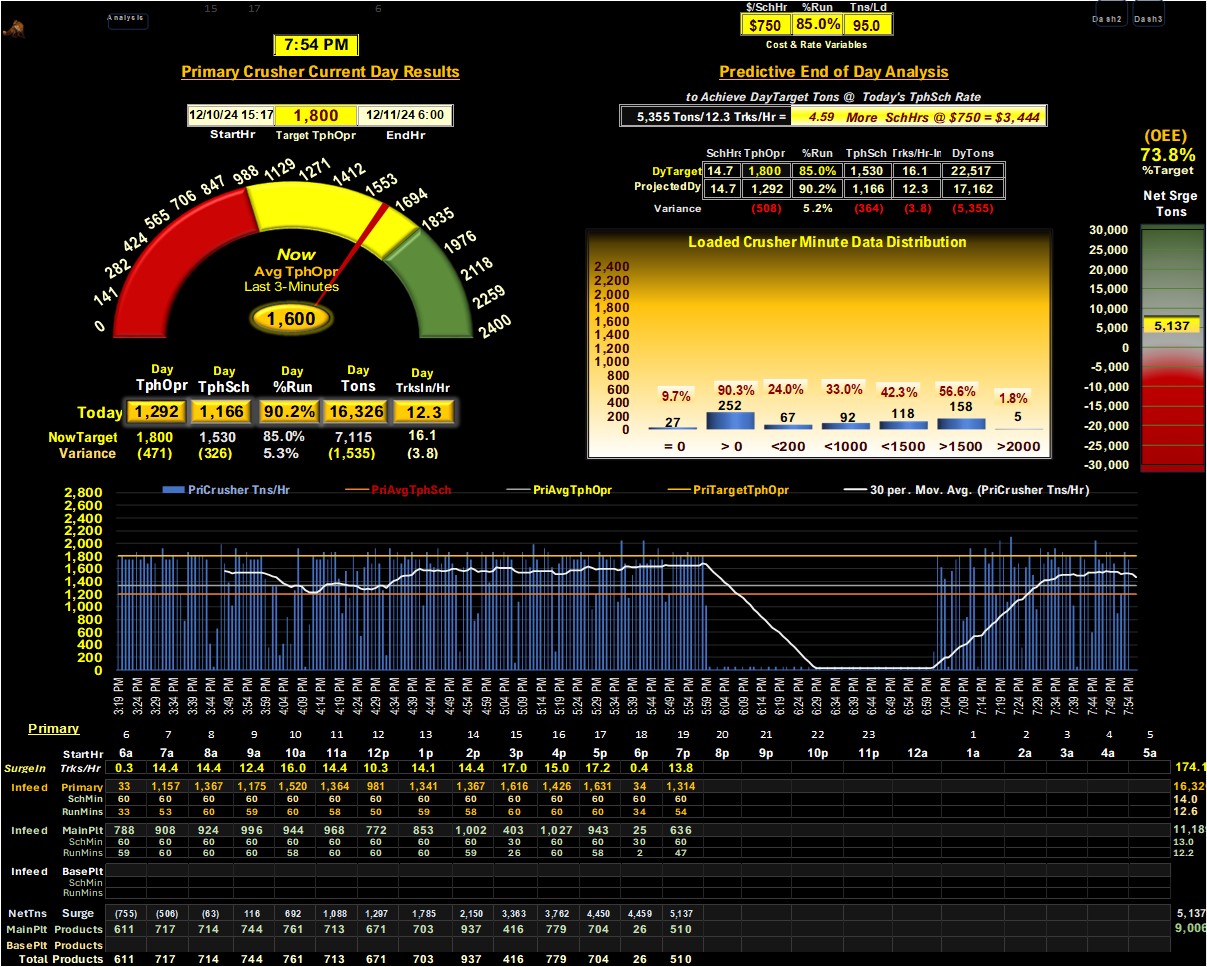 15 17 6
Analysis
$/SchHr %Run Tns/Ld
$750 85.0% 95.0
Cost & Rate Variables
Dash2 Dash3
7:54 PM
Primary Crusher Current Day Results
Predictive End of Day Analysis
to Achieve DayTarget Tons @ Today's TphSch Rate
12/10/24 15:17 1,800 12/11/24 6:00
StartHr Target TphOpr EndHr
5,355 Tons/12.3 Trks/Hr = 4.59 More SchHrs @ $750 = $3,444
(OEE)
73.8%
%Target
SchHrs TphOpr %Run TphSch Trks/Hr-In DyTons
DyTarget 14.7 1,800 85.0% 1,530 16.1 22,517
ProjectedDy 14.7 1,292 90.2% 1,166 12.3 17,162
Variance (508) 5.2% (364) (3.8) (5,355)
Net Srge
Tons
30,000
25,000
20,000
15,000
10,000
5,000
0
-5,000
-10,000
-15,000
-20,000
-25,000
-30,000
5,137
0 141 282 424 565 706 847 988 1129 1271 1412 1553 1694 1835 1976 2118 2259 2400
Now
Avg TphOpr
Last 3-Minutes
1,600
Loaded Crusher Minute Data Distribution
2,400
2,200
2,000
1,800
1,600
1,400
1,200
1,000
800
600
400
200
0
9.7% 90.3% 24.0% 33.0% 42.3% 56.6% 1.8%
27 252 67 92 118 158 5
= 0 > 0 <200 <1000 <1500 >1500 >2000
Day Day Day Day Day
TphOpr TphSch %Run Tons TrksIn/Hr
Today 1,292 1,166 90.2% 16,326 12.3
NowTarget 1,800 1,530 85.0% 7,115 16.1
Variance (471) (326) 5.3% (1,535) (3.8)
PriCrusher Tns/Hr PriAvgTphSch PriAvgTphOpr PriTargetTphOpr 30 per. Mov. Avg. (PriCrusher Tns/Hr)
2,800
2,600
2,400
2,200
2,000
1,800
1,600
1,400
1,200
1,000
800
600
400
200
0
3:19 PM 3:24 PM 3:29 PM 3:34 PM 3:39 PM 3:44 PM 3:49 PM 3:54 PM 3:59 PM 4:04 PM 4:09 PM 4:14 PM 4:19 PM 4:24 PM 4:29 PM 4:34 PM 4:39 PM 4:44 PM 4:49 PM 4:54 PM 4:59 PM 5:04 PM 5:09 PM 5:14 PM 5:19 PM 5:24 PM 5:29 PM 5:34 PM 5:39 PM 5:44 PM 5:49 PM 5:54 PM 5:59 PM 6:04 PM 6:09 PM 6:14 PM 6:19 PM 6:24 PM 6:29 PM 6:34 PM 6:39 PM 6:44 PM 6:49 PM 6:54 PM 6:59 PM 7:04 PM 7:09 PM 7:14 PM 7:19 PM 7:24 PM 7:29 PM 7:34 PM 7:39 PM 7:44 PM 7:49 PM 7:54 PM
Primary
6 7 8 9 10 11 12 13 14 15 16 17 18 19 20 21 22 23 1 2 3 4 5
StartHr 6a 7a 8a 9a 10a 11a 12p 1p 2p 3p 4p 5p 6p 7p 8p 9p 10p 11p 12a 1a 2a 3a 4a 5a
SurgeIn Trks/Hr 0.3 14.4 14.4 12.4 16.0 14.4 10.3 14.1 14.4 17.0 15.0 17.2 0.4 13.8 174.1
Infeed Primary 33 1,157 1,367 1,175 1,520 1,364 981 1,341 1,367 1,616 1,426 1,631 34 1,314 16,32
SchMin 60 60 60 60 60 60 60 60 60 60 60 60 60 60 14.0
RunMins 33 53 60 59 60 58 50 59 58 60 60 60 34 54 12.6
Infeed MainPlt 788 908 924 996 944 968 772 853 1,002 403 1,027 943 25 636 11,18
SchMin 60 60 60 60 60 60 60 60 60 30 60 60 30 60 13.0
RunMins 59 60 60 60 58 60 60 60 59 26 60 58 2 47 12.2
Infeed BasePlt
SchMin
RunMins
NetTns Surge (755) (506) (63) 116 692 1,088 1,297 1,785 2,150 3,363 3,762 4,450 4,459 5,137 5,137
MainPlt Products 611 717 714 744 761 713 671 703 937 416 779 704 26 510 9,006
BasePlt Products
Total Products 611 717 714 744 761 713 671 703 937 416 779 704 26 510